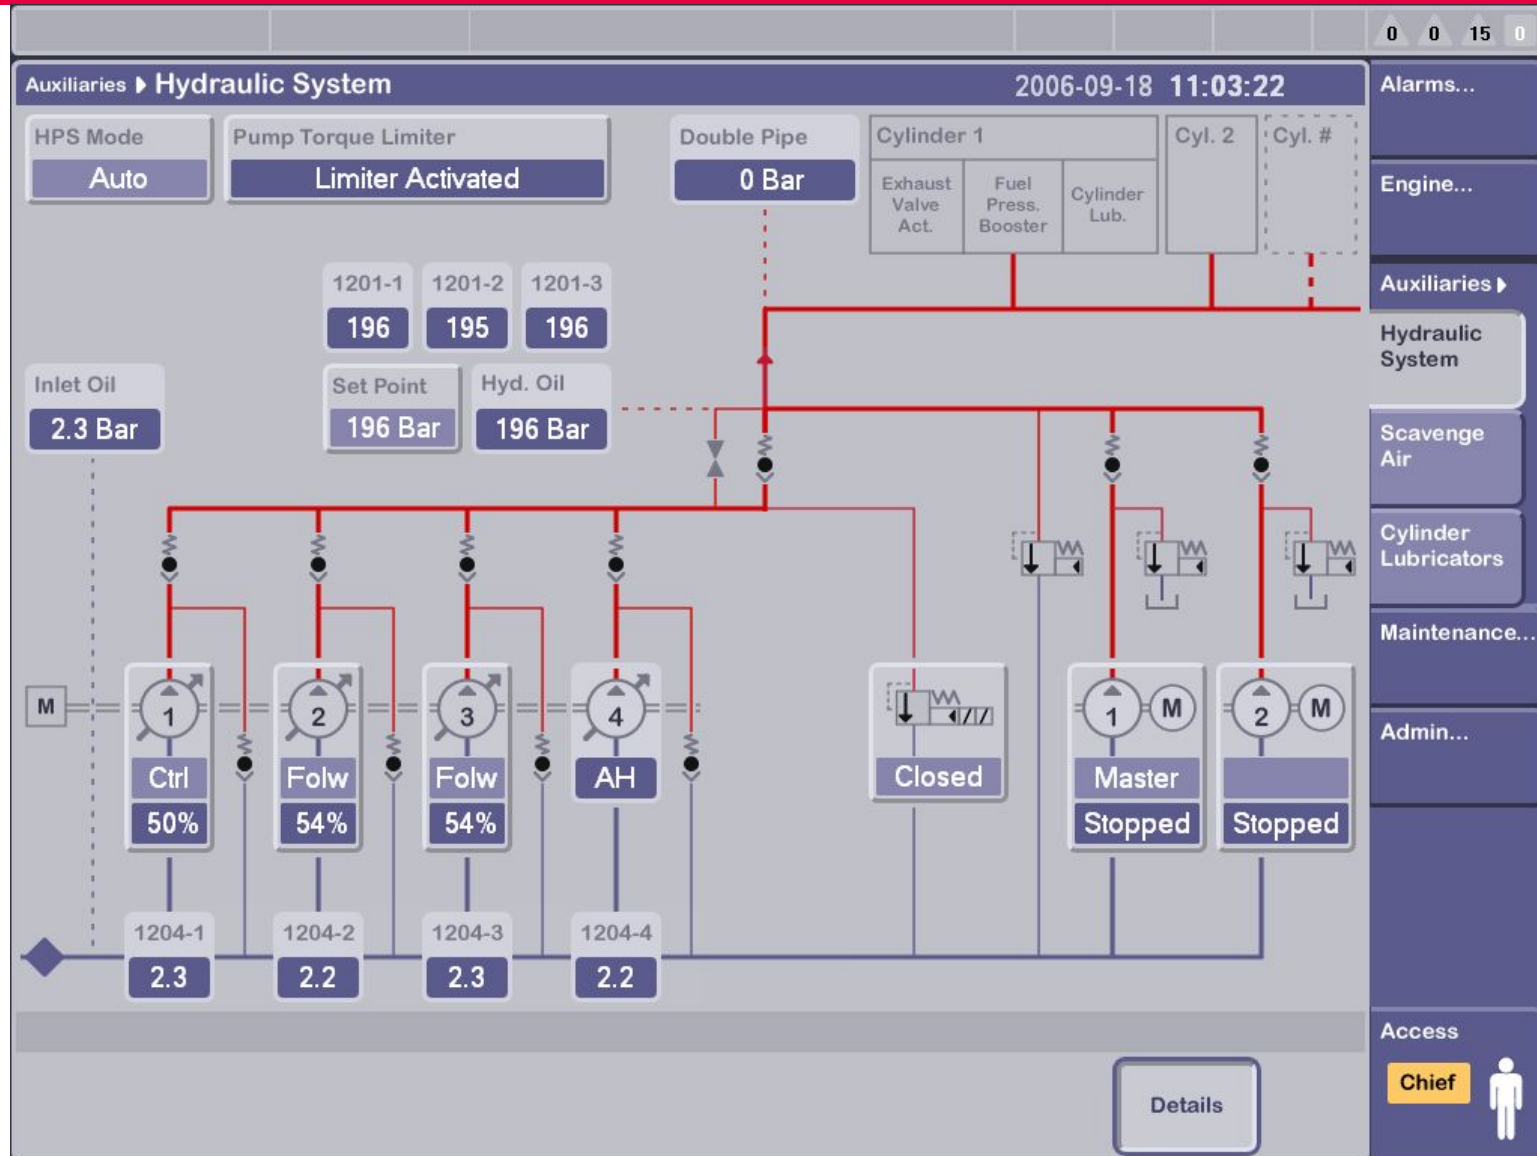 0 0 15 0
Auxiliaries Hydraulic System 2006-09-18 11:03:22
HPS Mode
Auto
Pump Torque Limiter
Limiter Activated
Double Pipe
0 Bar
Cylinder 1
Exhaust
Valve
Act.
Fuel
Press.
Booster
Cylinder
Lub.
Cyl. 2
Cyl. #
1201-1 1201-2 1201-3
196 195 196
Inlet Oil
2.3 Bar
Set Point
196 Bar
Hyd. Oil
196 Bar
M
1 2 3 4
Ctrl Folw Folw AH
50% 54% 54%
Closed
1 M
Master
Stopped
2 M
Stopped
1204-1 1204-2 1204-3 1204-4
2.3 2.2 2.3 2.2
Details
Alarms...
Engine...
Auxiliaries
Hydraulic
System
Scavenge
Air
Cylinder
Lubricators
Maintenance...
Admin...
Access
Chief